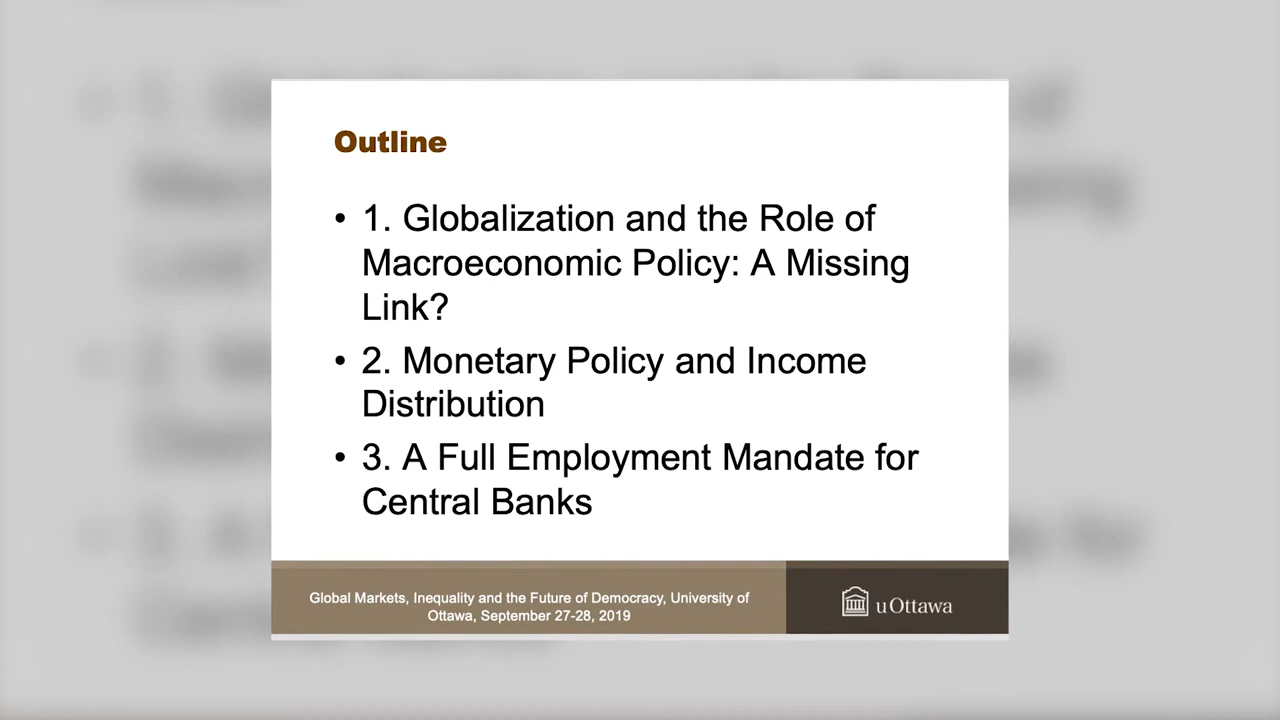 Outline
• 1. Globalization and the Role of
Macroeconomic Policy: A Missing
Link?
• 2. Monetary Policy and Income
Distribution
• 3. A Full Employment Mandate for
Central Banks
Global Markets, Inequality and the Future of Democracy, University of
Ottawa, September 27-28, 2019
uOttawa